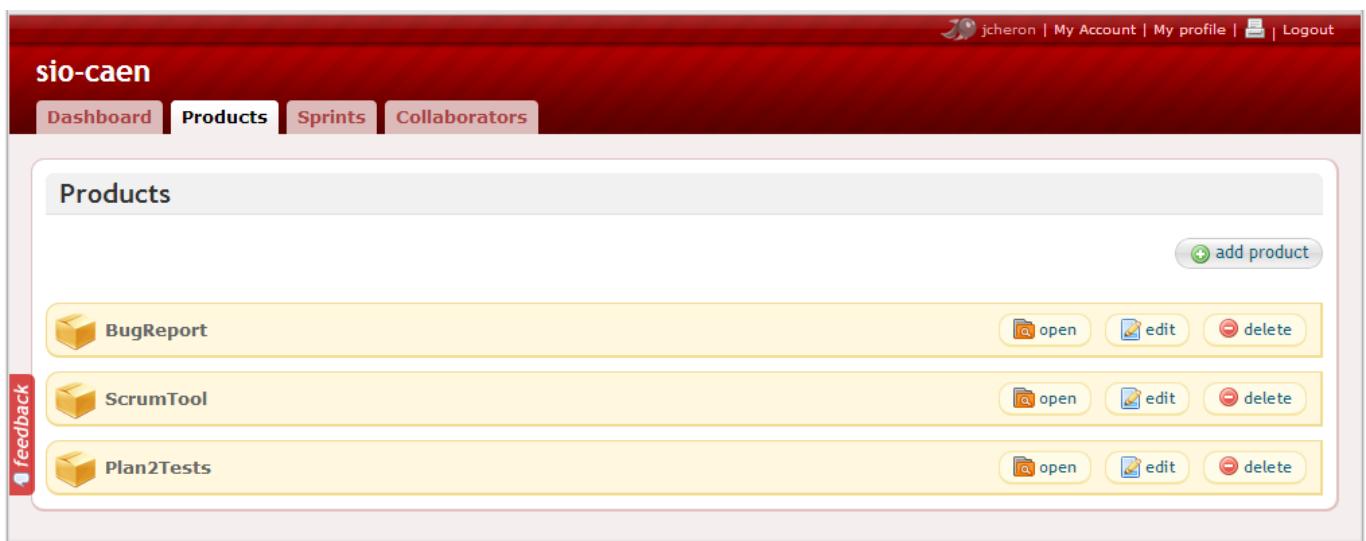 jcheron | My Account | My profile | | Logout
sio-caen
Dashboard Products Sprints Collaborators
Products
add product
BugReport open edit delete
ScrumTool open edit delete
Plan2Tests open edit delete
feedback